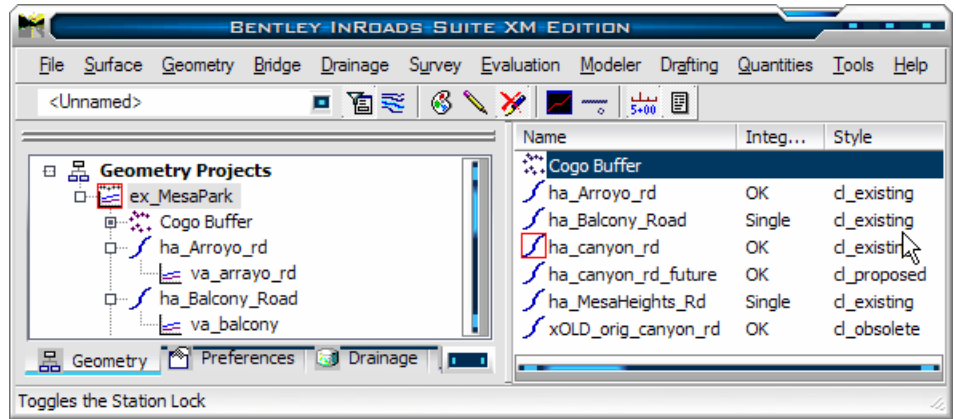 BENTLEY INROADS SUITE XM EDITION
File Surface Geometry Bridge Drainage Survey Evaluation Modeler Drafting Quantities Tools Help
<Unnamed>
5+00
Geometry Projects
ex_MesaPark
Cogo Buffer
ha_Arroyo_rd
va_arrayo_rd
ha_Balcony_Road
va_balcony
Geometry Preferences Drainage
Name Integ... Style
Cogo Buffer
ha_Arroyo_rd OK cl_existing
ha_Balcony_Road Single cl_existing
ha_canyon_rd OK cl_existing
ha_canyon_rd_future OK cl_proposed
ha_MesaHeights_Rd Single cl_existing
xOLD_orig_canyon_rd OK cl_obsolete
Toggles the Station Lock